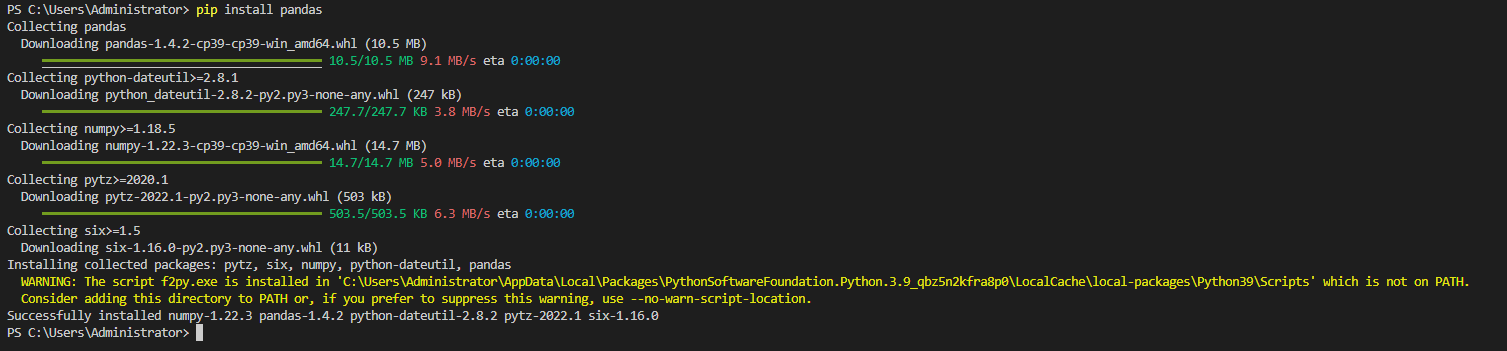 PS C:\Users\Administrator> pip install pandas
Collecting pandas
Downloading pandas-1.4.2-cp39-cp39-win_amd64.whl (10.5 MB)
10.5/10.5 MB 9.1 MB/s eta 0:00:00
Collecting python-dateutil>=2.8.1
Downloading python_dateutil-2.8.2-py2.py3-none-any.whl (247 kB)
247.7/247.7 KB 3.8 MB/s eta 0:00:00
Collecting numpy>=1.18.5
Downloading numpy-1.22.3-cp39-cp39-win_amd64.whl (14.7 MB)
14.7/14.7 MB 5.0 MB/s eta 0:00:00
Collecting pytz>=2020.1
Downloading pytz-2022.1-py2.py3-none-any.whl (503 kB)
503.5/503.5 KB 6.3 MB/s eta 0:00:00
Collecting six>=1.5
Downloading six-1.16.0-py2.py3-none-any.whl (11 kB)
Installing collected packages: pytz, six, numpy, python-dateutil, pandas
WARNING: The script f2py.exe is installed in 'C:\Users\Administrator\AppData\Local\Packages\PythonSoftwareFoundation.Python.3.9_qbz5n2kfra8p0\LocalCache\local-packages\Python39\Scripts' which is not on PATH.
Consider adding this directory to PATH or, if you prefer to suppress this warning, use --no-warn-script-location.
Successfully installed numpy-1.22.3 pandas-1.4.2 python-dateutil-2.8.2 pytz-2022.1 six-1.16.0
PS C:\Users\Administrator>